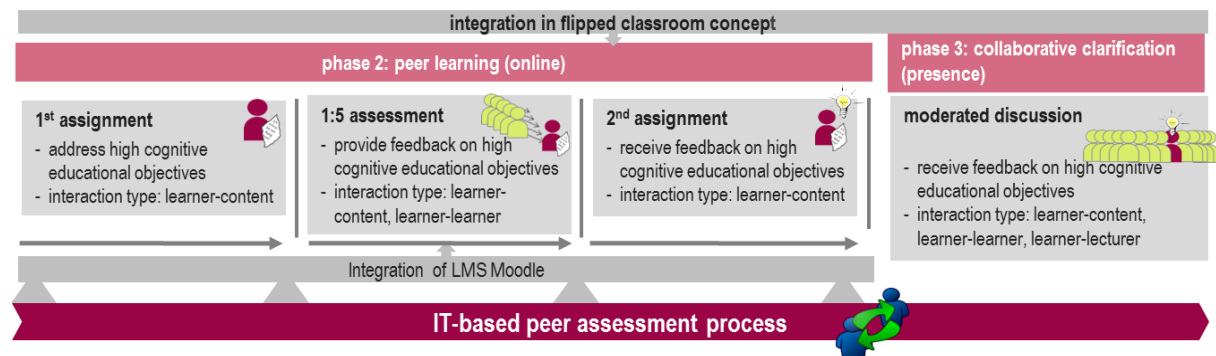 integration in flipped classroom concept
phase 2: peer learning (online)
phase 3: collaborative clarification
(presence)
1st assignment
- address high cognitive
educational objectives
- interaction type: learner-content
1:5 assessment
- provide feedback on high
cognitive educational objectives
- interaction type: learner-
content, learner-learner
2nd assignment
- receive feedback on high
cognitive educational objectives
- interaction type: learner-content
moderated discussion
- receive feedback on high cognitive
educational objectives
- interaction type: learner-content,
learner-learner, learner-lecturer
Integration of LMS Moodle
IT-based peer assessment process